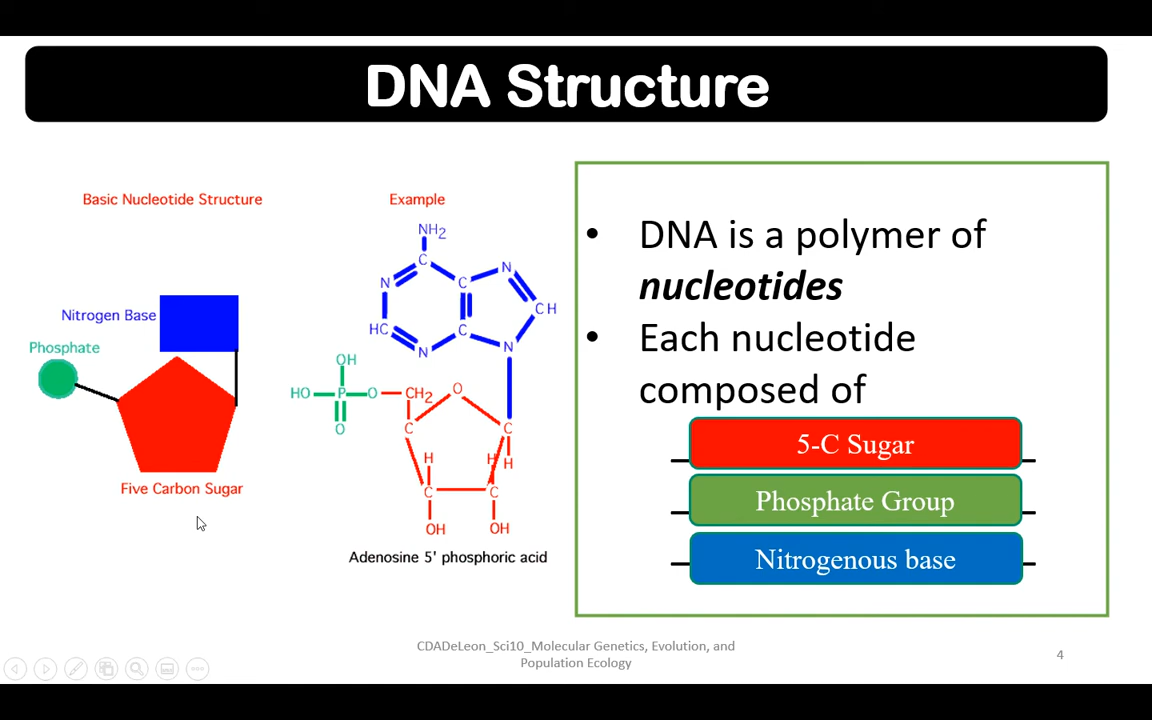 DNA Structure
Basic Nucleotide Structure
Nitrogen Base
Phosphate
Five Carbon Sugar
Example
NH2
C
N
C
N
C H
HC
C
N
N
OH
HO
P
O
CH2
O
O
C
C
H
H
H
C
C
OH
OH
Adenosine 5' phosphoric acid
• DNA is a polymer of
nucleotides
• Each nucleotide
composed of
5-C Sugar
Phosphate Group
Nitrogenous base
CDADeLeon_Sci10_Molecular Genetics, Evolution, and
Population Ecology
4